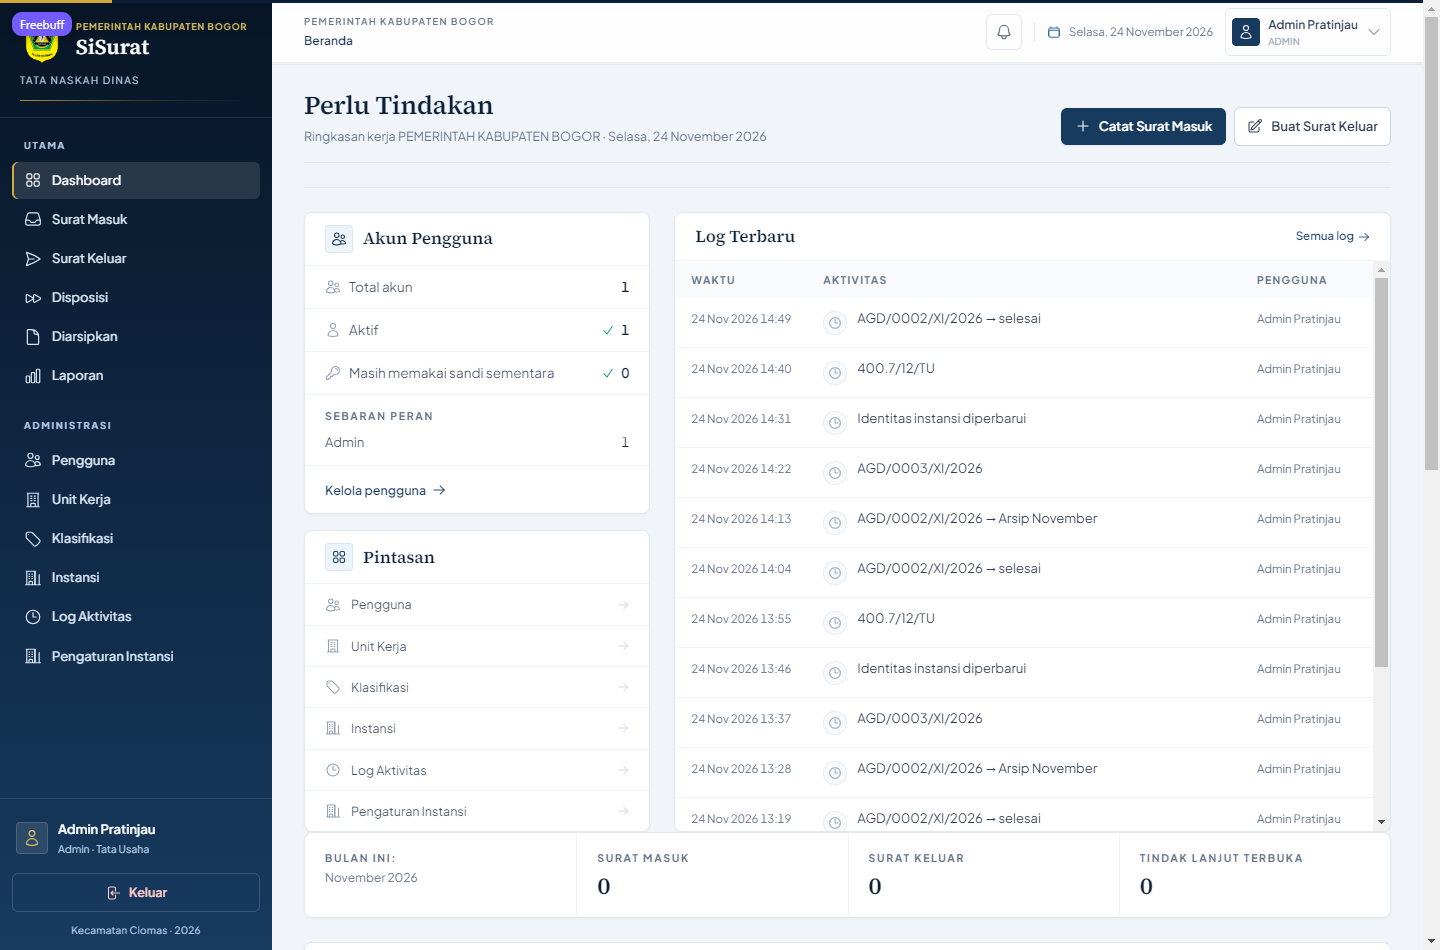 Freebuff
PEMERINTAH KABUPATEN BOGOR
SiSurat
TATA NASKAH DINAS
UTAMA
Dashboard
Surat Masuk
Surat Keluar
Disposisi
Diarsipkan
Laporan
ADMINISTRASI
Pengguna
Unit Kerja
Klasifikasi
Instansi
Log Aktivitas
Pengaturan Instansi
Admin Pratinjau
Admin · Tata Usaha
Keluar
Kecamatan Ciomas · 2026
PEMERINTAH KABUPATEN BOGOR
Beranda
Selasa, 24 November 2026
Admin Pratinjau
ADMIN
Perlu Tindakan
Ringkasan kerja PEMERINTAH KABUPATEN BOGOR · Selasa, 24 November 2026
Catat Surat Masuk
Buat Surat Keluar
Akun Pengguna
Total akun 1
Aktif 1
Masih memakai sandi sementara 0
SEBARAN PERAN
Admin 1
Kelola pengguna →
Pintasan
Pengguna →
Unit Kerja →
Klasifikasi →
Instansi →
Log Aktivitas →
Pengaturan Instansi →
Log Terbaru
Semua log →
WAKTU AKTIVITAS PENGGUNA
24 Nov 2026 14:49 AGD/0002/XI/2026 → selesai Admin Pratinjau
24 Nov 2026 14:40 400.7/12/TU Admin Pratinjau
24 Nov 2026 14:31 Identitas instansi diperbarui Admin Pratinjau
24 Nov 2026 14:22 AGD/0003/XI/2026 Admin Pratinjau
24 Nov 2026 14:13 AGD/0002/XI/2026 → Arsip November Admin Pratinjau
24 Nov 2026 14:04 AGD/0002/XI/2026 → selesai Admin Pratinjau
24 Nov 2026 13:55 400.7/12/TU Admin Pratinjau
24 Nov 2026 13:46 Identitas instansi diperbarui Admin Pratinjau
24 Nov 2026 13:37 AGD/0003/XI/2026 Admin Pratinjau
24 Nov 2026 13:28 AGD/0002/XI/2026 → Arsip November Admin Pratinjau
24 Nov 2026 13:19 AGD/0002/XI/2026 → selesai Admin Pratinjau
BULAN INI:
November 2026
SURAT MASUK
0
SURAT KELUAR
0
TINDAK LANJUT TERBUKA
0